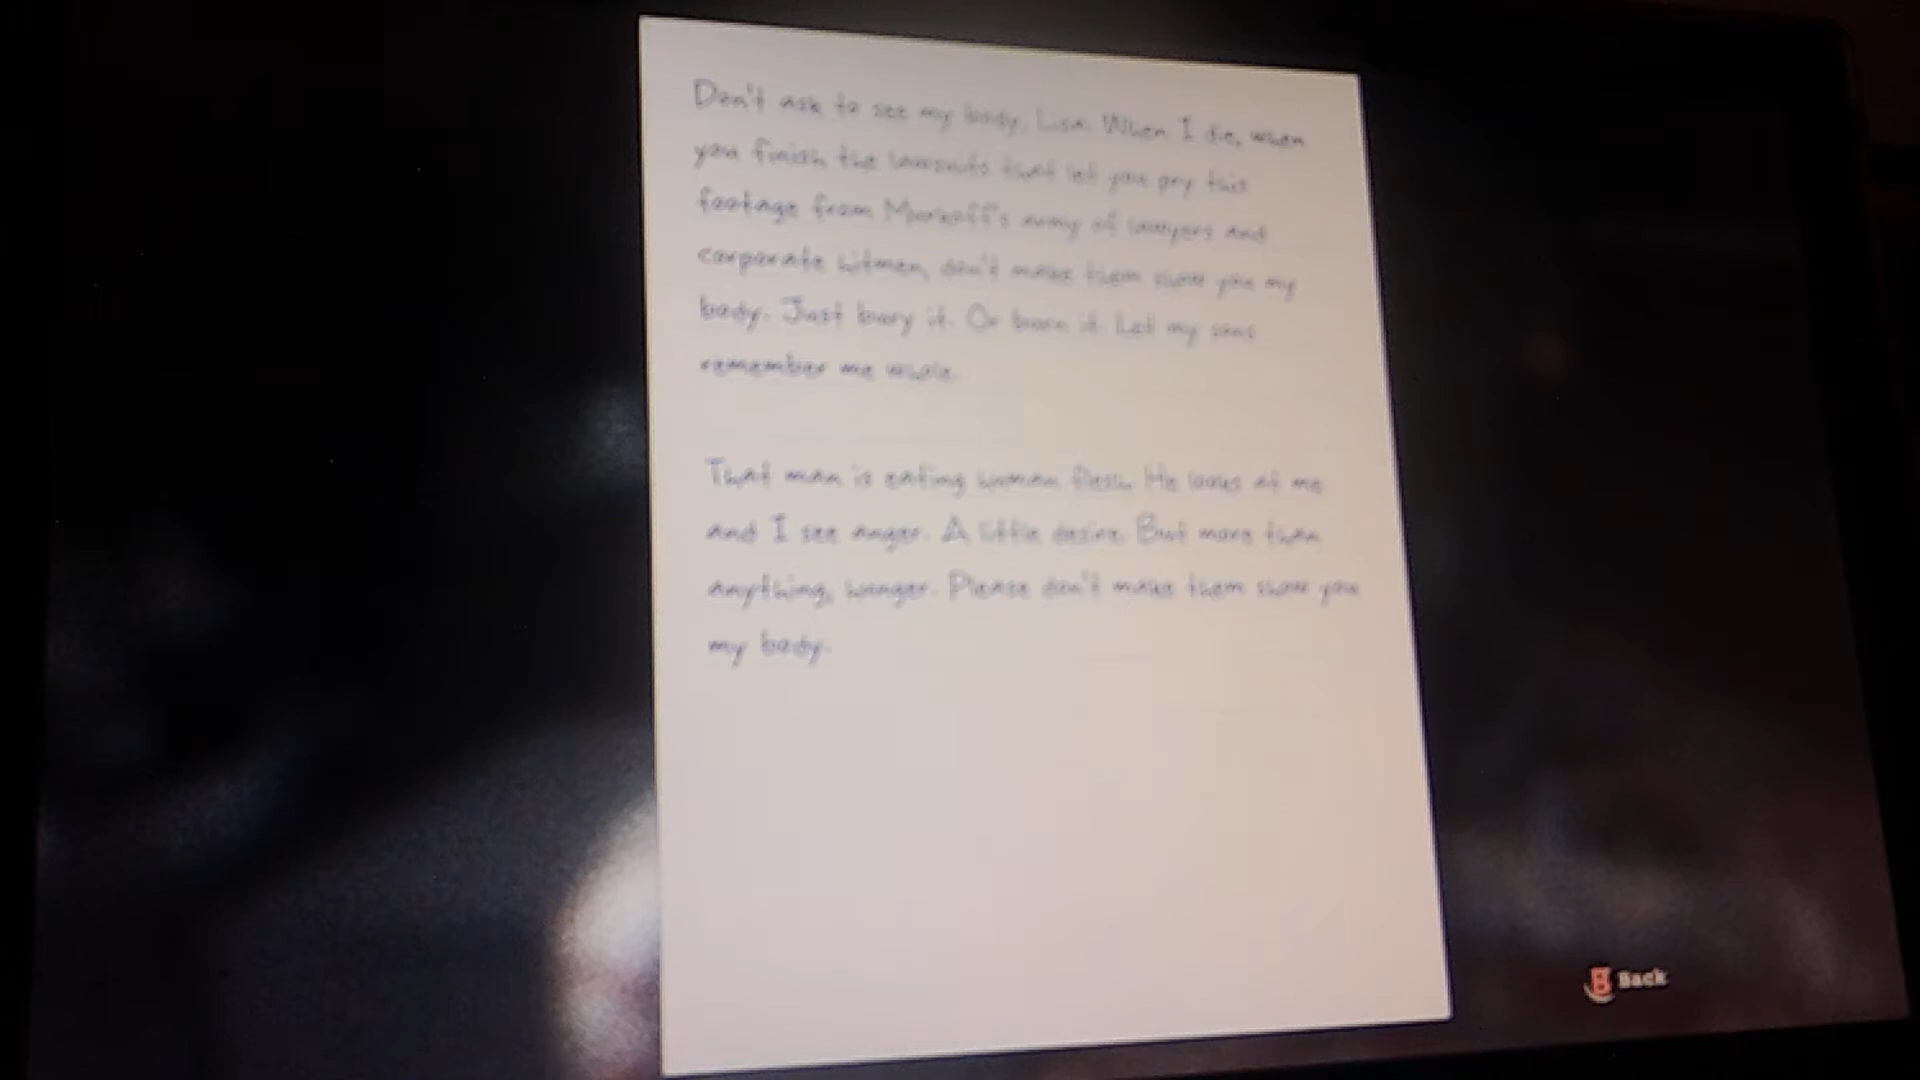 Don't ask to see my body, Lisa. When I die, when
you finish the lawsuits that let you pry this
footage from Murkoff's army of lawyers and
corporate hitmen, don't make them show you my
body. Just bury it. Or burn it. Let my sons
remember me whole.
That man is eating human flesh. He looks at me
and I see anger. A little desire. But more than
anything, hunger. Please don't make them show you
my body.
B Back